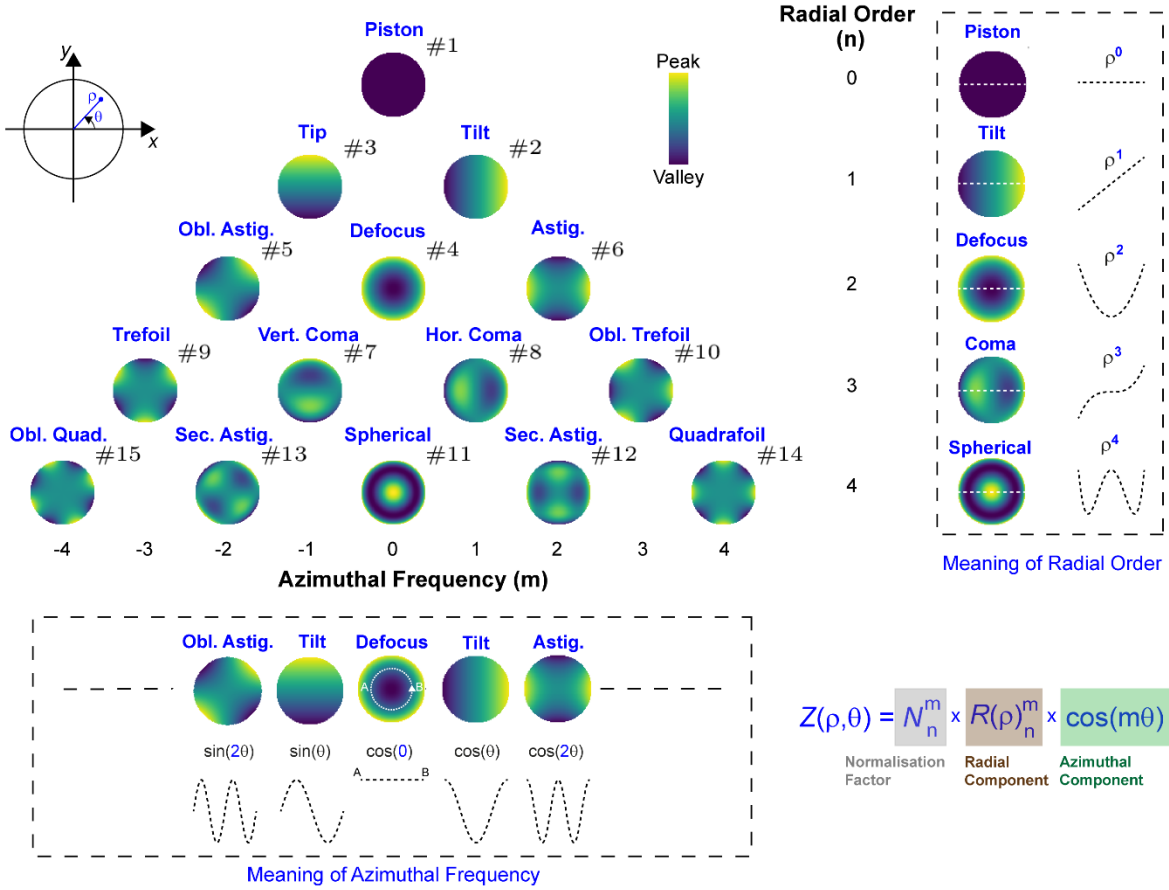 Piston #1
y
ρ
θ
x
Peak
Valley
Tip #3
Tilt #2
Obl. Astig. #5
Defocus #4
Astig. #6
Trefoil #9
Vert. Coma #7
Hor. Coma #8
Obl. Trefoil #10
Obl. Quad. #15
Sec. Astig. #13
Spherical #11
Sec. Astig. #12
Quadrafoil #14
-4 -3 -2 -1 0 1 2 3 4
Azimuthal Frequency (m)
Radial Order
(n)
0
1
2
3
4
Piston
ρ⁰
Tilt
ρ¹
Defocus
ρ²
Coma
ρ³
Spherical
ρ⁴
Meaning of Radial Order
Obl. Astig. Tilt Defocus Tilt Astig.
A B
sin(2θ) sin(θ) cos(0) cos(θ) cos(2θ)
A B
Meaning of Azimuthal Frequency
Z(ρ,θ) = N_n^m x R(ρ)_n^m x cos(mθ)
Normalisation Radial Azimuthal
Factor Component Component